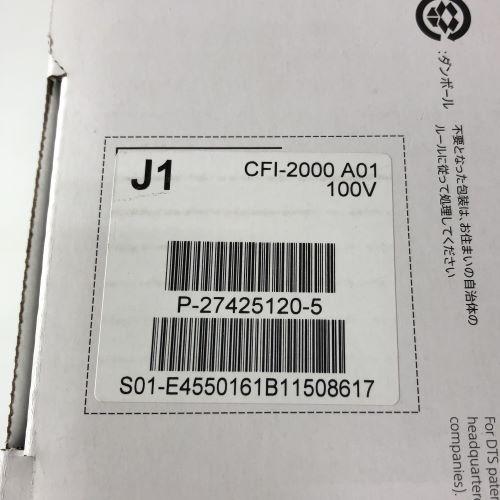 J1
CFI-2000 A01
100V
P-27425120-5
S01-E4550161B11508617
:ダンボール
不要となった包装は、お住まいの自治体の
ルールに従って処理してください
For DTS pate
headquarter
companies).